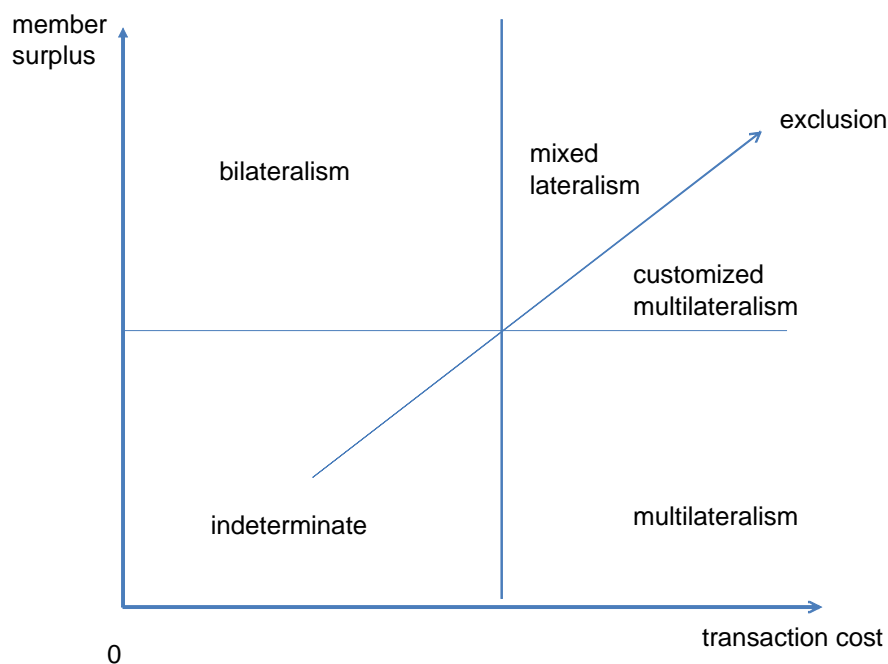 member
surplus
exclusion
bilateralism
mixed
lateralism
customized
multilateralism
indeterminate
multilateralism
transaction cost
0